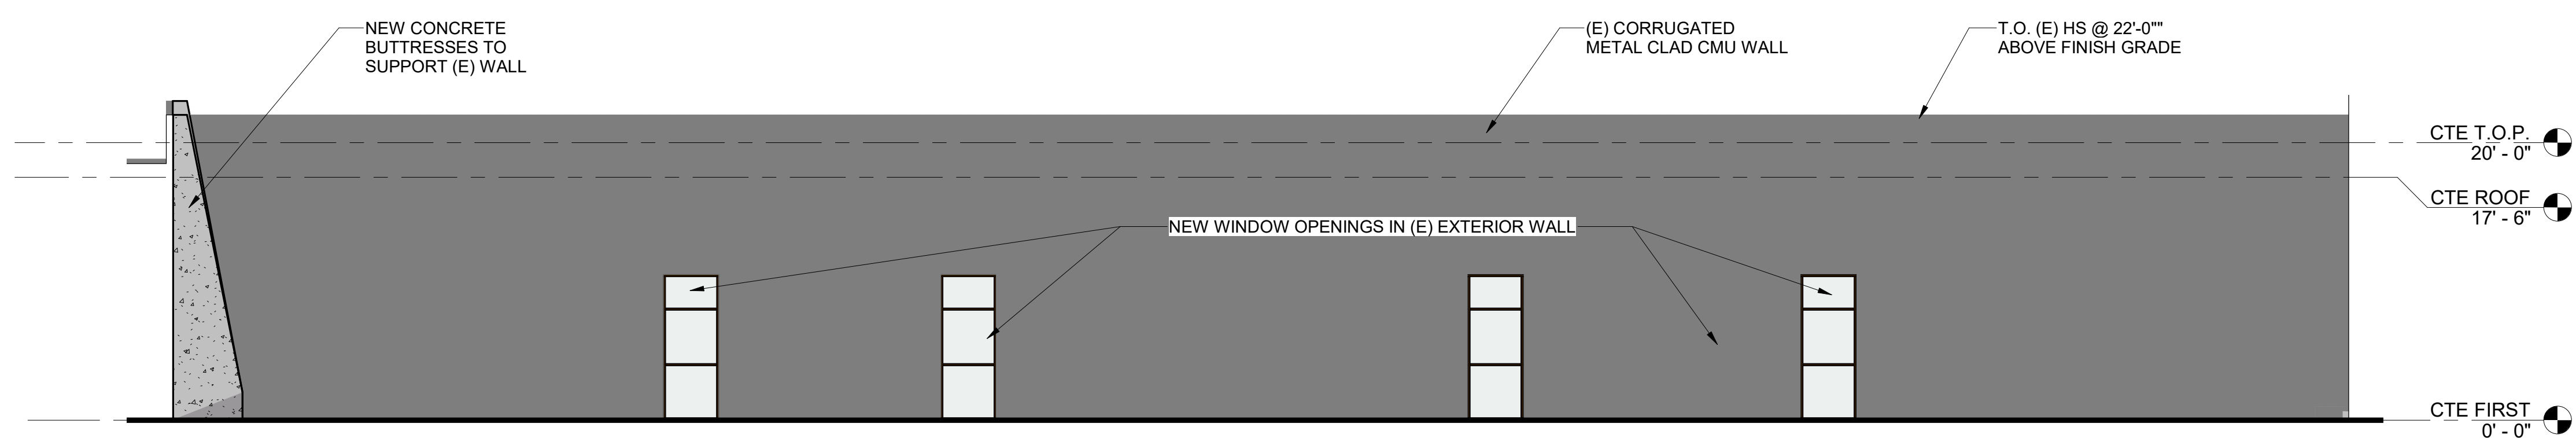 NEW CONCRETE
BUTTRESSES TO
SUPPORT (E) WALL
(E) CORRUGATED
METAL CLAD CMU WALL
T.O. (E) HS @ 22'-0""
ABOVE FINISH GRADE
CTE T.O.P.
20' - 0"
CTE ROOF
17' - 6"
NEW WINDOW OPENINGS IN (E) EXTERIOR WALL
CTE FIRST
0' - 0"